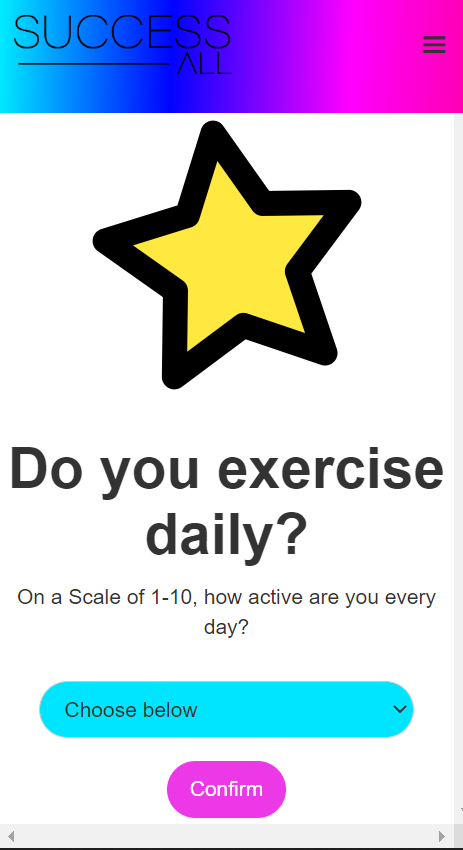 SUCCESS
ALL
Do you exercise
daily?
On a Scale of 1-10, how active are you every
day?
Choose below
Confirm